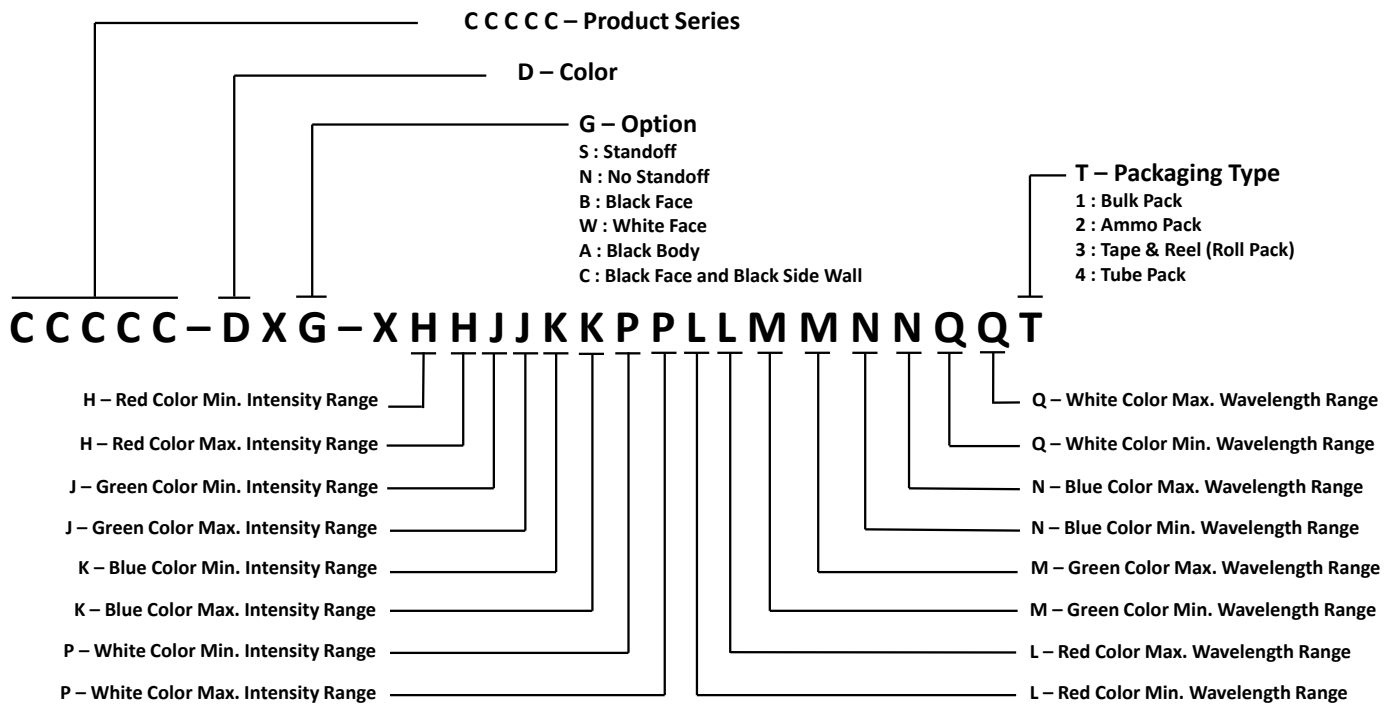 C C C C C – Product Series
D – Color
G – Option
S : Standoff
N : No Standoff
B : Black Face
W : White Face
A : Black Body
C : Black Face and Black Side Wall
T – Packaging Type
1 : Bulk Pack
2 : Ammo Pack
3 : Tape & Reel (Roll Pack)
4 : Tube Pack
C C C C C – D X G – X H H J J K K P P L L M M N N Q Q T
H – Red Color Min. Intensity Range
H – Red Color Max. Intensity Range
J – Green Color Min. Intensity Range
J – Green Color Max. Intensity Range
K – Blue Color Min. Intensity Range
K – Blue Color Max. Intensity Range
P – White Color Min. Intensity Range
P – White Color Max. Intensity Range
Q – White Color Max. Wavelength Range
Q – White Color Min. Wavelength Range
N – Blue Color Max. Wavelength Range
N – Blue Color Min. Wavelength Range
M – Green Color Max. Wavelength Range
M – Green Color Min. Wavelength Range
L – Red Color Max. Wavelength Range
L – Red Color Min. Wavelength Range